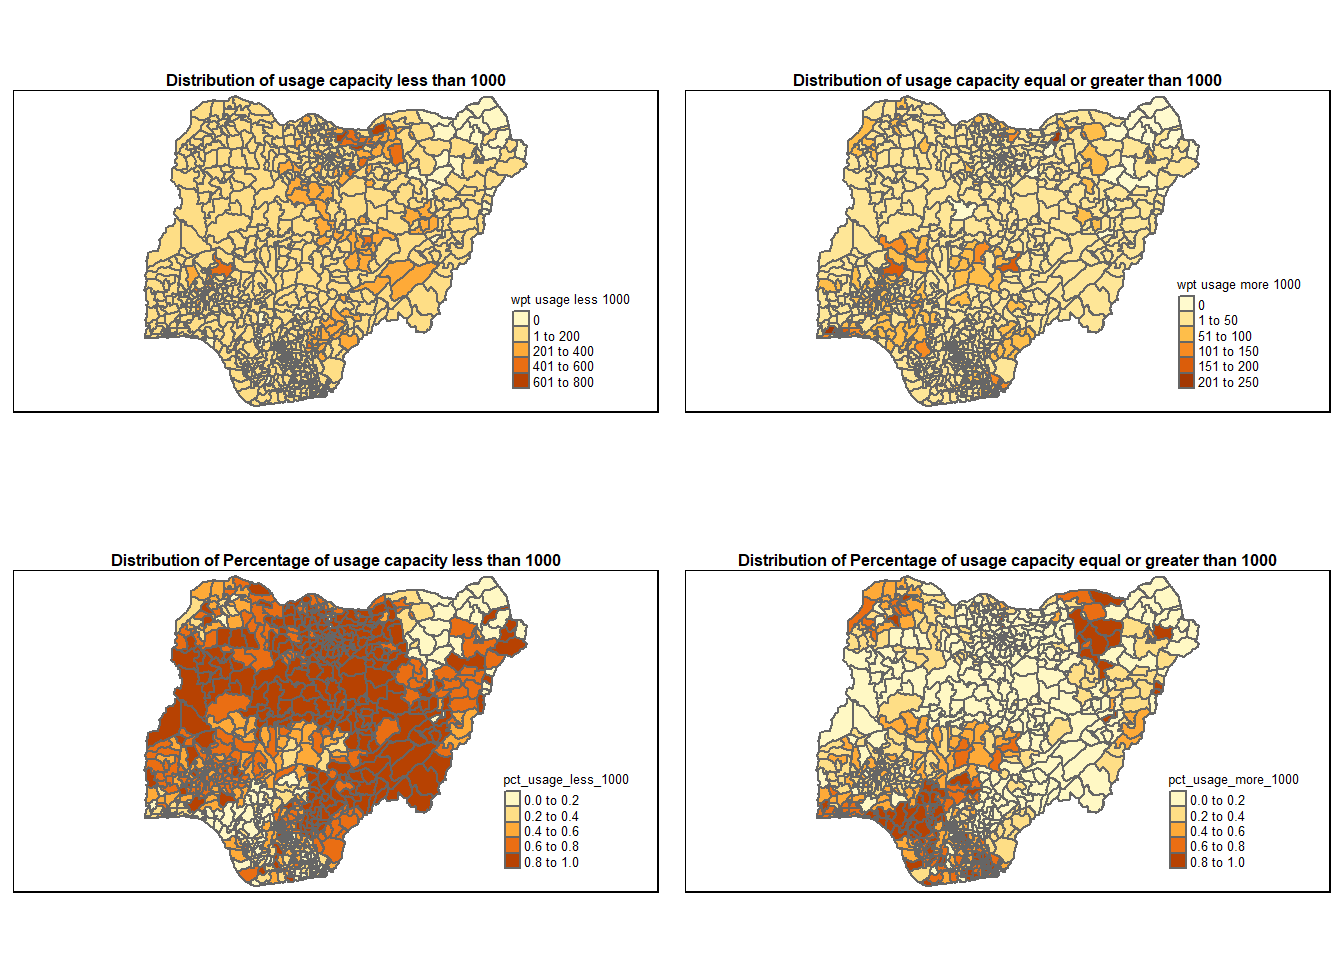 Distribution of usage capacity less than 1000
wpt usage less 1000
0
1 to 200
201 to 400
401 to 600
601 to 800
Distribution of usage capacity equal or greater than 1000
wpt usage more 1000
0
1 to 50
51 to 100
101 to 150
151 to 200
201 to 250
Distribution of Percentage of usage capacity less than 1000
pct_usage_less_1000
0.0 to 0.2
0.2 to 0.4
0.4 to 0.6
0.6 to 0.8
0.8 to 1.0
Distribution of Percentage of usage capacity equal or greater than 1000
pct_usage_more_1000
0.0 to 0.2
0.2 to 0.4
0.4 to 0.6
0.6 to 0.8
0.8 to 1.0